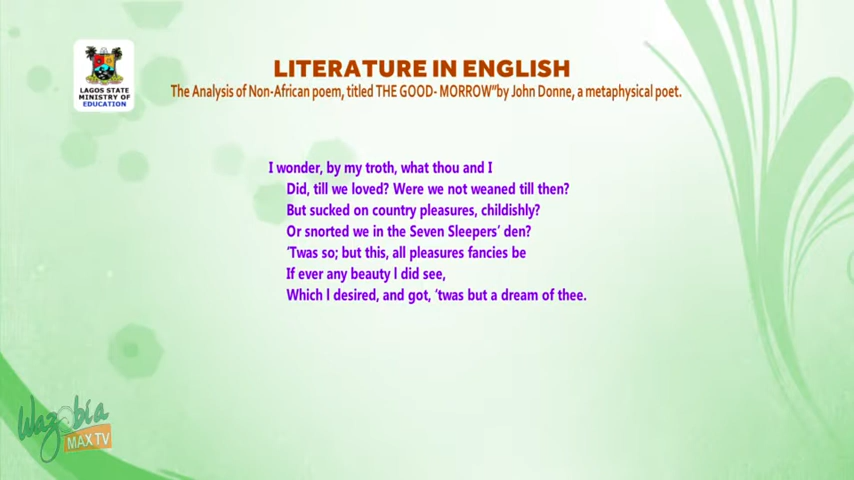 LAGOS STATE
MINISTRY OF
EDUCATION
LITERATURE IN ENGLISH
The Analysis of Non-African poem, titled THE GOOD- MORROW"by John Donne, a metaphysical poet.
I wonder, by my troth, what thou and I
Did, till we loved? Were we not weaned till then?
But sucked on country pleasures, childishly?
Or snorted we in the Seven Sleepers’ den?
‘Twas so; but this, all pleasures fancies be
If ever any beauty I did see,
Which I desired, and got, ‘twas but a dream of thee.
Wazobia
MAX TV